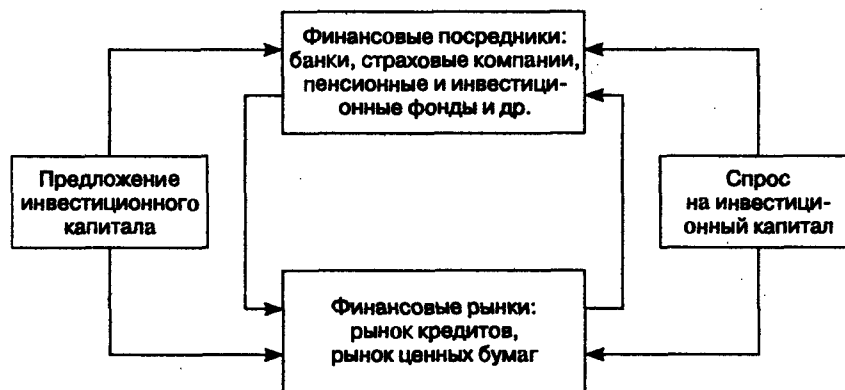 Финансовые посредники:
банки, страховые компании,
пенсионные и инвестици-
онные фонды и др.
Предложение
инвестиционного
капитала
Спрос
на инвестици-
онный капитал
Финансовые рынки:
рынок кредитов,
рынок ценных бумаг